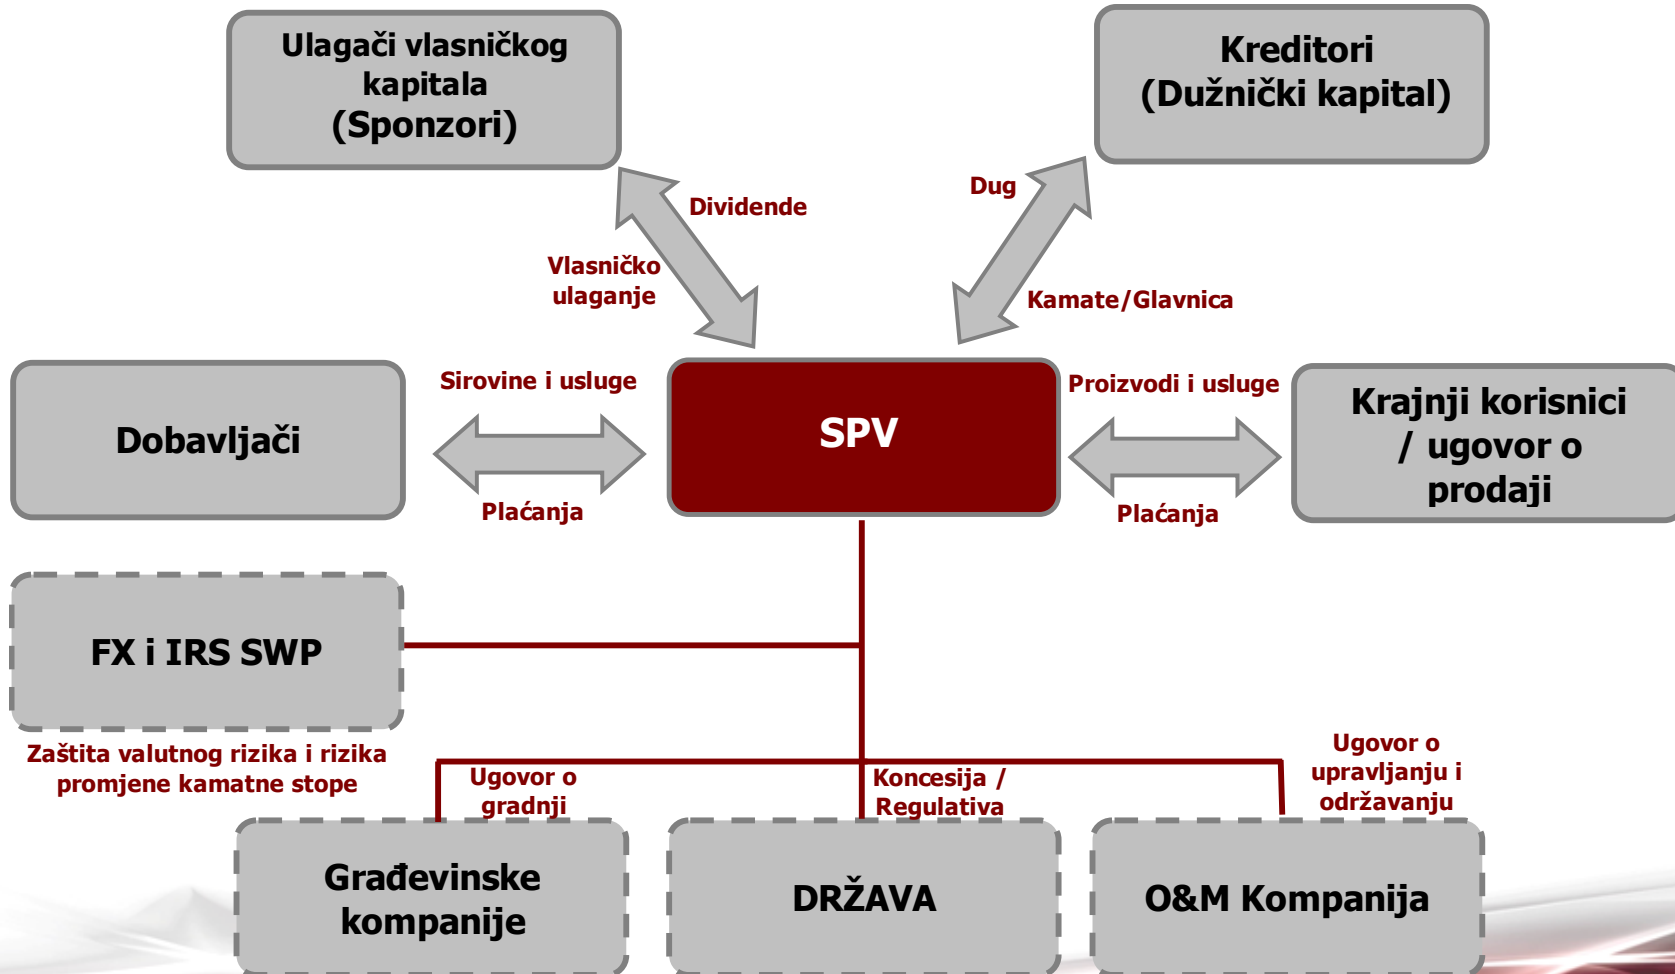 Ulagači vlasničkog
kapitala
(Sponzori)
Kreditori
(Dužnički kapital)
Dividende
Dug
Vlasničko
ulaganje
Kamate/Glavnica
Dobavljači
Sirovine i usluge
Plaćanja
SPV
Proizvodi i usluge
Plaćanja
Krajnji korisnici
/ ugovor o
prodaji
FX i IRS SWP
Zaštita valutnog rizika i rizika
promjene kamatne stope
Ugovor o
gradnji
Koncesija /
Regulativa
Ugovor o
upravljanju i
održavanju
Građevinske
kompanije
DRŽAVA
O&M Kompanija